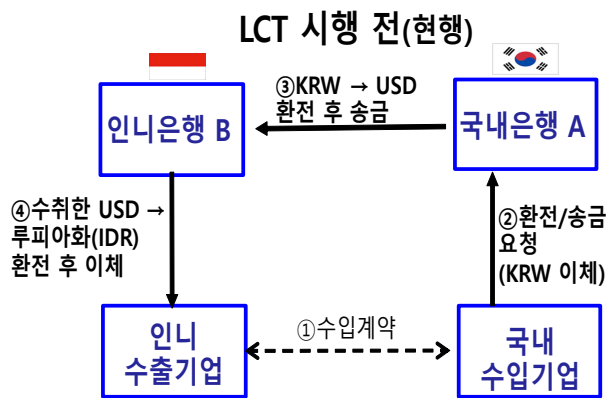 LCT 시행 전(현행)
인니은행 B
③KRW → USD
환전 후 송금
국내은행 A
④수취한 USD →
루피아화(IDR)
환전 후 이체
②환전/송금
요청
(KRW 이체)
인니
수출기업
①수입계약
국내
수입기업